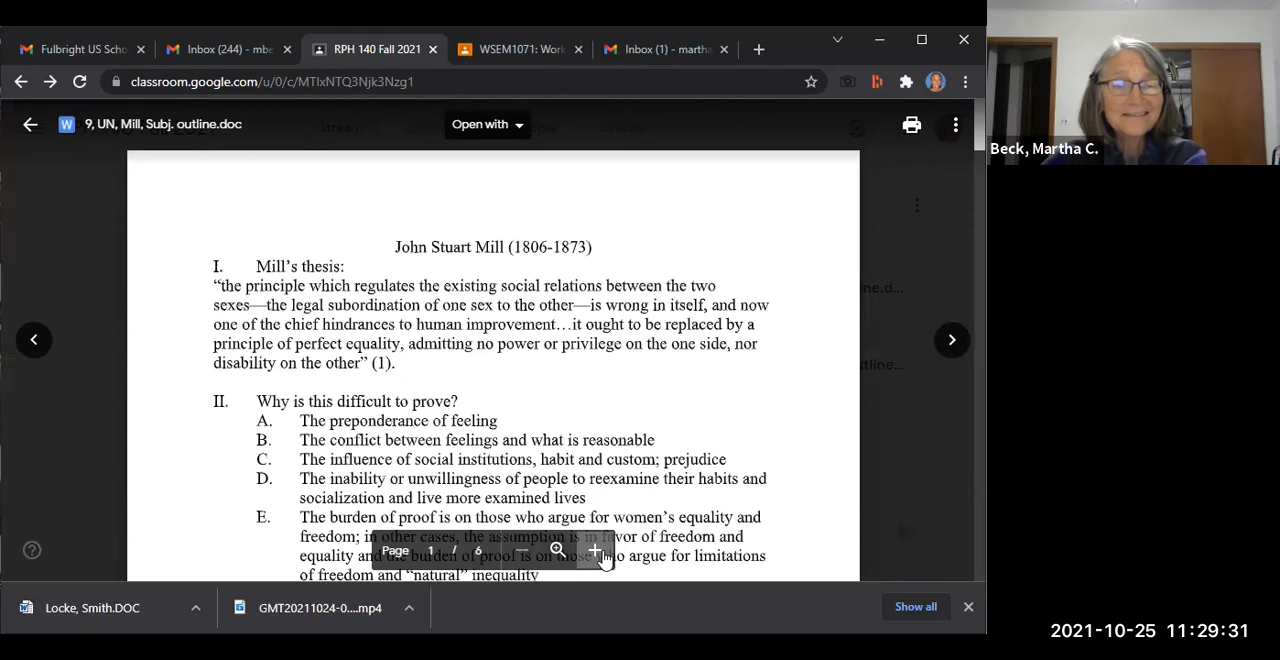 Fulbright US Scho
Inbox (244) - mbe
RPH 140 Fall 2021
WSEM1071: Work
Inbox (1) - martha
classroom.google.com/u/0/c/MTIxNTQ3Njk3Nzg1
9, UN, Mill, Subj. outline.doc
Open with
Beck, Martha C.
John Stuart Mill (1806-1873)
I. Mill’s thesis:
“the principle which regulates the existing social relations between the two
sexes—the legal subordination of one sex to the other—is wrong in itself, and now
one of the chief hindrances to human improvement…it ought to be replaced by a
principle of perfect equality, admitting no power or privilege on the one side, nor
disability on the other” (1).
II. Why is this difficult to prove?
A. The preponderance of feeling
B. The conflict between feelings and what is reasonable
C. The influence of social institutions, habit and custom; prejudice
D. The inability or unwillingness of people to reexamine their habits and
socialization and live more examined lives
E. The burden of proof is on those who argue for women’s equality and
freedom; in other cases, the assumption is in favor of freedom and
equality and the burden of proof is on those who argue for limitations
of freedom and “natural” inequality
Page 1 / 6
Locke, Smith.DOC
GMT20211024-0....mp4
Show all
2021-10-25 11:29:31